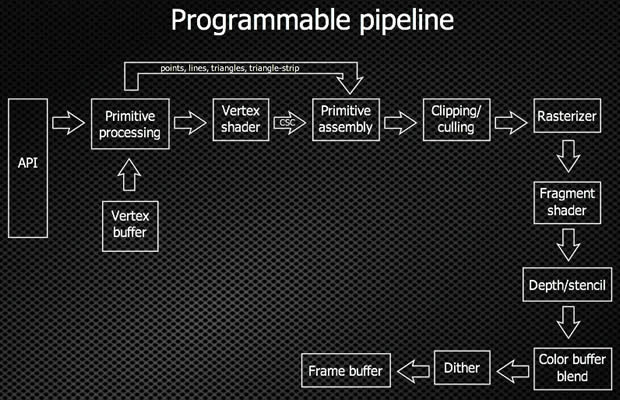 Programmable pipeline
points, lines, triangles, triangle-strip
API
Primitive
processing
Vertex
shader
CSC
Primitive
assembly
Clipping/
culling
Rasterizer
Vertex
buffer
Fragment
shader
Depth/stencil
Color buffer
blend
Dither
Frame buffer